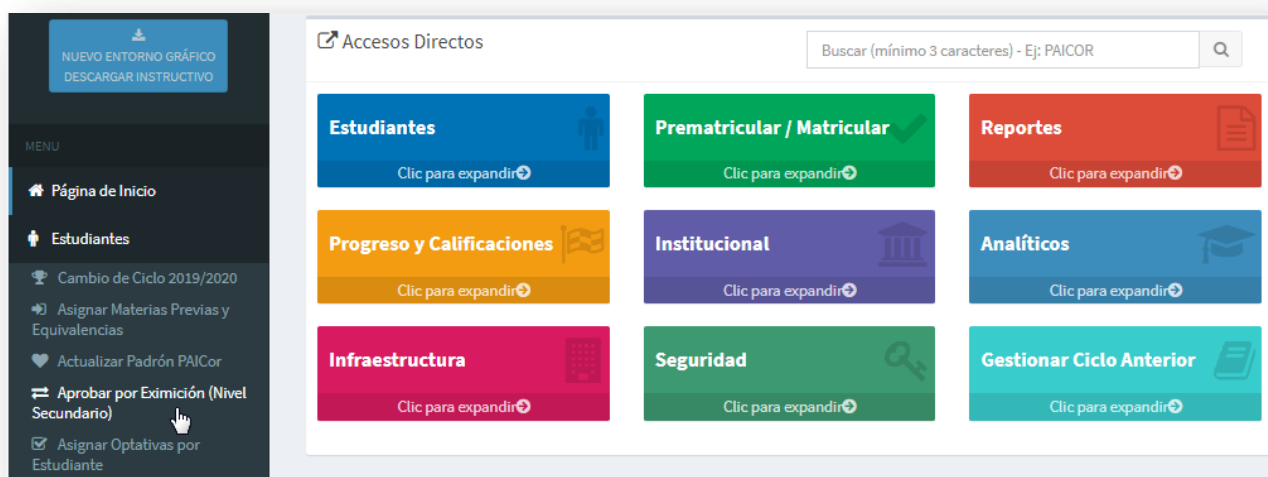 NUEVO ENTORNO GRÁFICO
DESCARGAR INSTRUCTIVO
MENU
Página de Inicio
Estudiantes
Cambio de Ciclo 2019/2020
Asignar Materias Previas y
Equivalencias
Actualizar Padrón PAICor
Aprobar por Eximición (Nivel
Secundario)
Asignar Optativas por
Estudiante
Accesos Directos
Buscar (mínimo 3 caracteres) - Ej: PAICOR
Estudiantes
Clic para expandir
Prematricular / Matricular
Clic para expandir
Reportes
Clic para expandir
Progreso y Calificaciones
Clic para expandir
Institucional
Clic para expandir
Analíticos
Clic para expandir
Infraestructura
Clic para expandir
Seguridad
Clic para expandir
Gestionar Ciclo Anterior
Clic para expandir